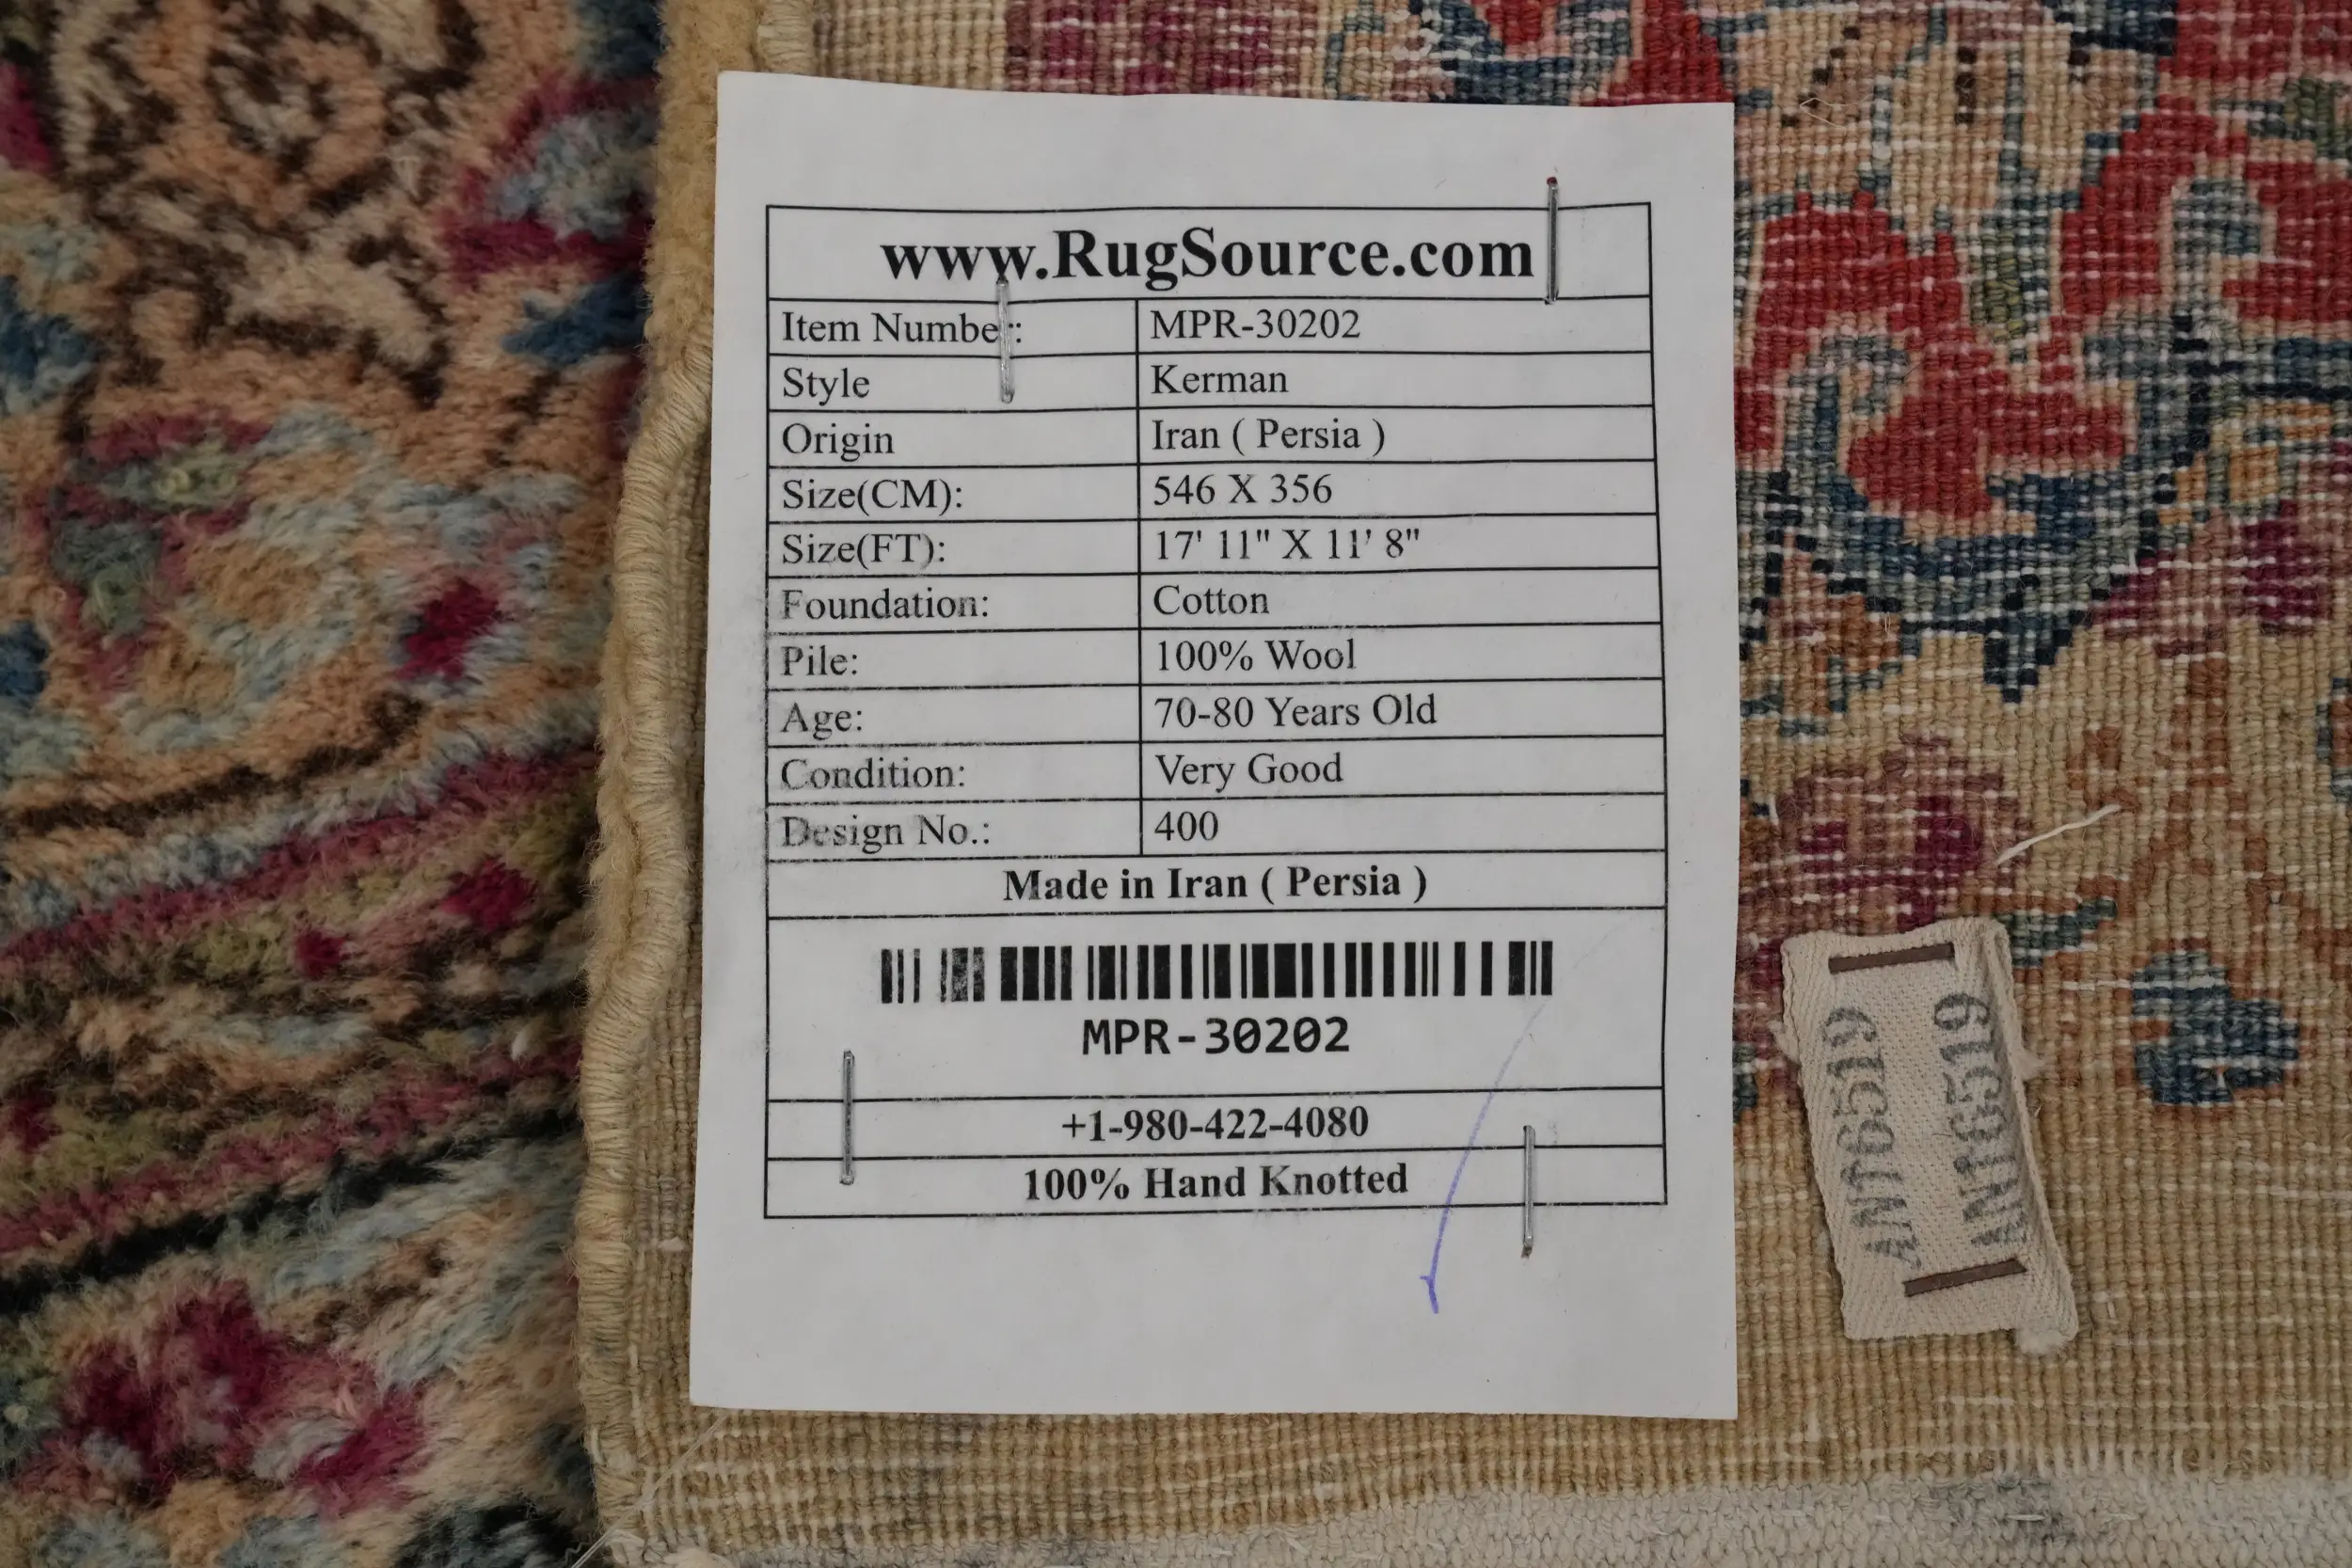 www.RugSource.com
Item Number: MPR-30202
Style Kerman
Origin Iran ( Persia )
Size(CM): 546 X 356
Size(FT): 17' 11" X 11' 8"
Foundation: Cotton
Pile: 100% Wool
Age: 70-80 Years Old
Condition: Very Good
Design No.: 400
Made in Iran ( Persia )
MPR-30202
+1-980-422-4080
100% Hand Knotted
AN16519
AN16519